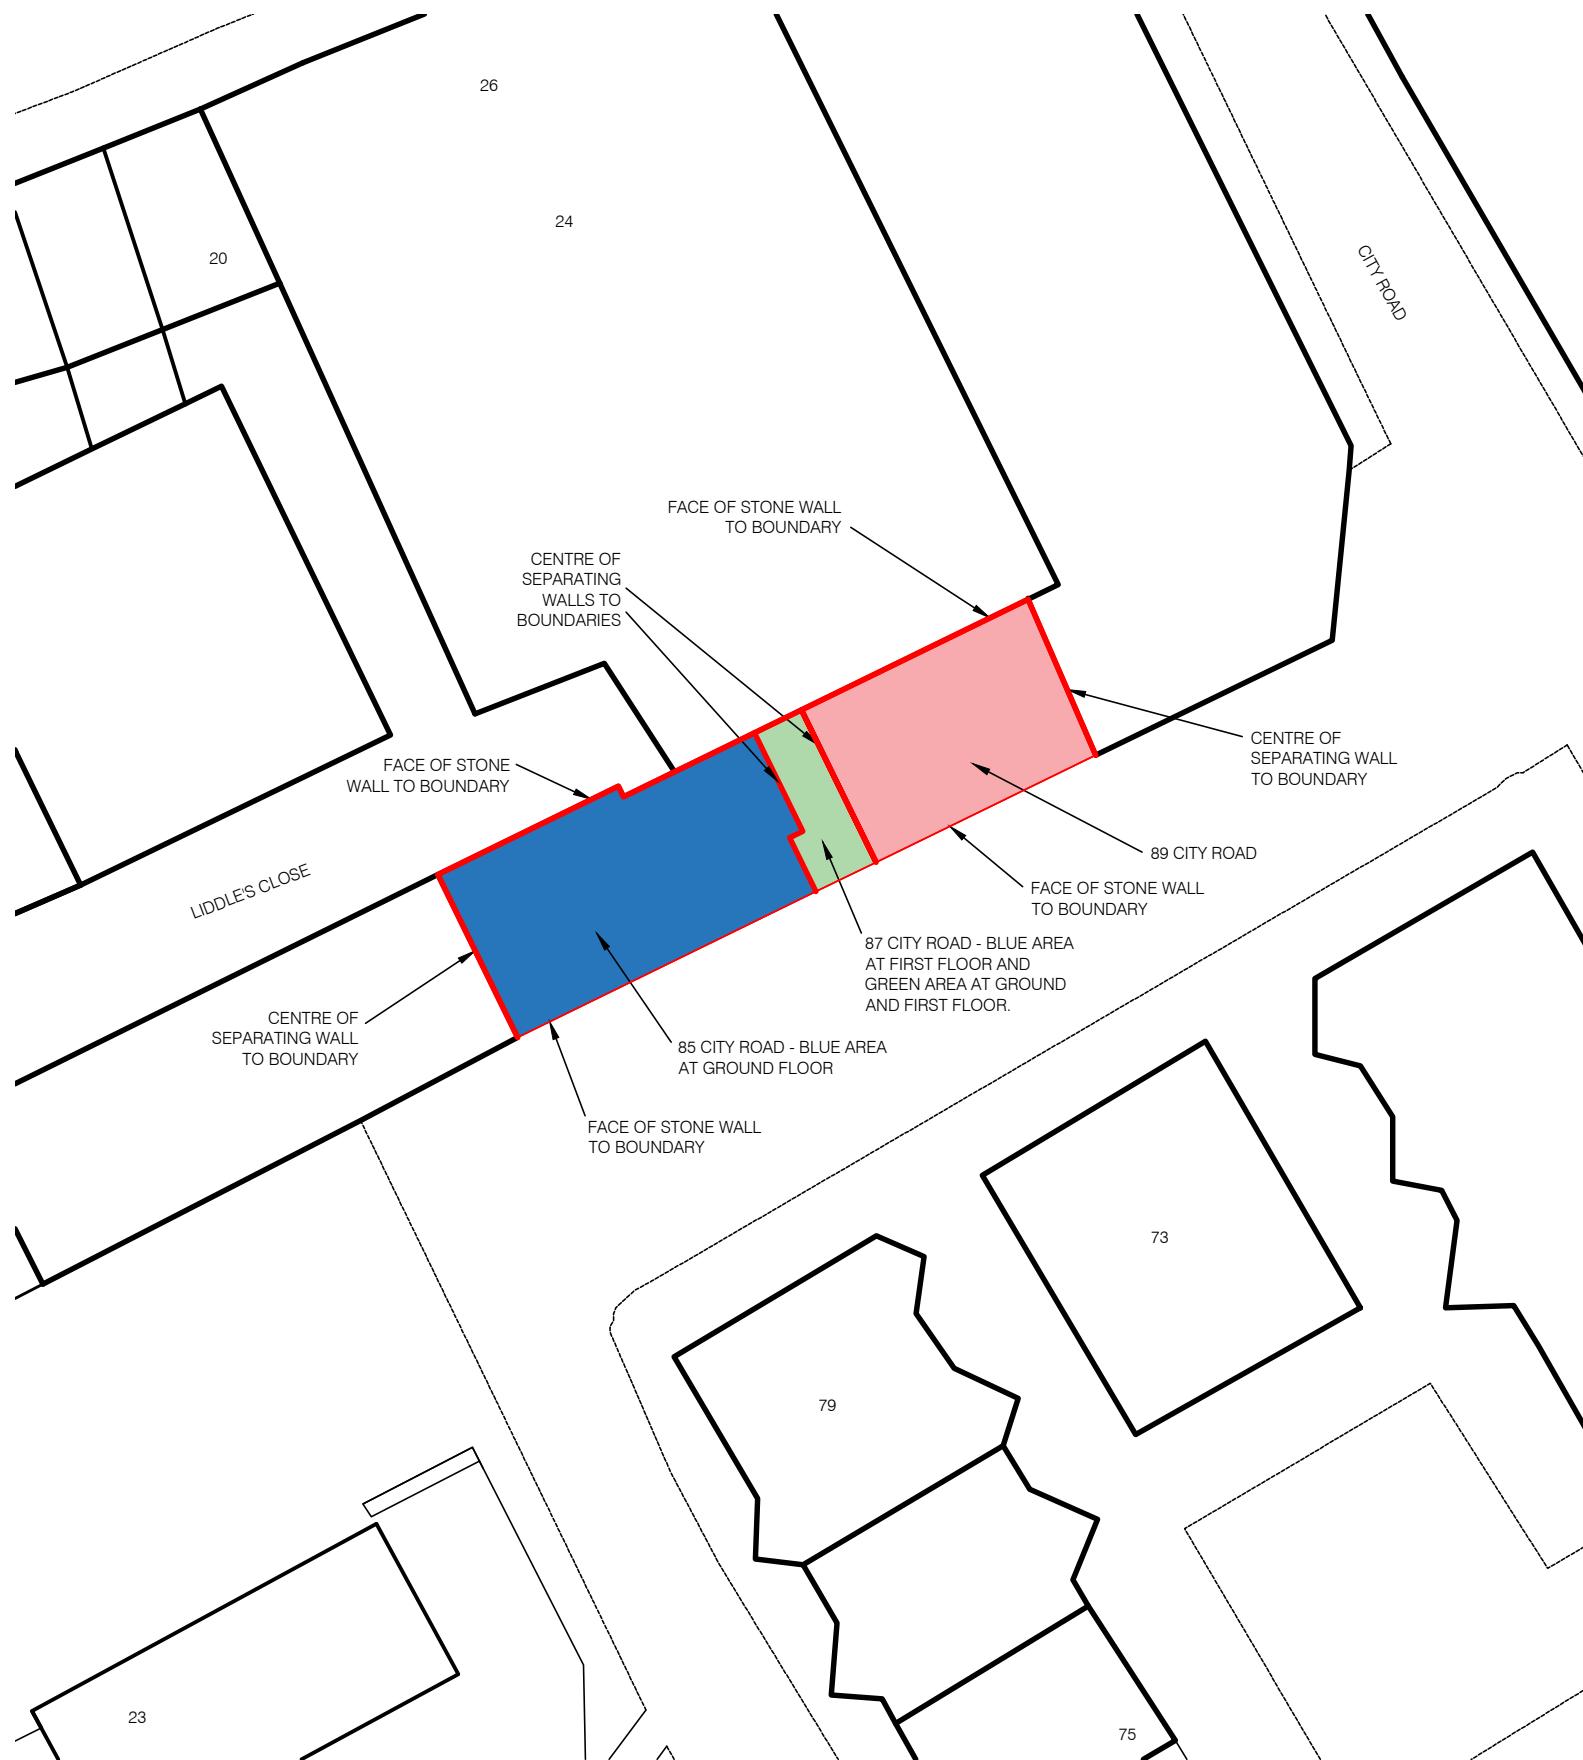 26
24
20
CITY ROAD
FACE OF STONE WALL
TO BOUNDARY
CENTRE OF
SEPARATING
WALLS TO
BOUNDARIES
CENTRE OF
SEPARATING WALL
TO BOUNDARY
FACE OF STONE
WALL TO BOUNDARY
89 CITY ROAD
LIDDLE'S CLOSE
FACE OF STONE WALL
TO BOUNDARY
87 CITY ROAD - BLUE AREA
AT FIRST FLOOR AND
GREEN AREA AT GROUND
AND FIRST FLOOR.
CENTRE OF
SEPARATING WALL
TO BOUNDARY
85 CITY ROAD - BLUE AREA
AT GROUND FLOOR
FACE OF STONE WALL
TO BOUNDARY
73
79
23
75